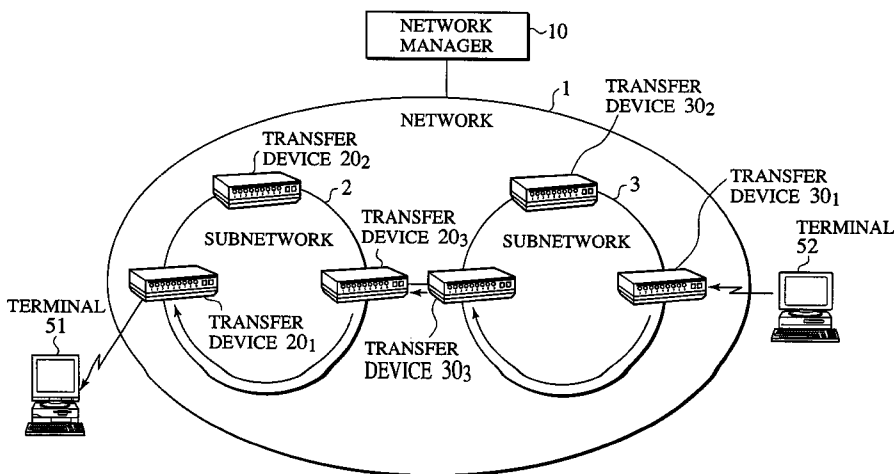 NETWORK
MANAGER
10
1
NETWORK
TRANSFER
DEVICE 30₂
TRANSFER
DEVICE 20₂
2
3
TRANSFER
DEVICE 30₁
SUBNETWORK
TRANSFER
DEVICE 20₃
SUBNETWORK
TERMINAL
52
TERMINAL
51
TRANSFER
DEVICE 20₁
TRANSFER
DEVICE 30₃